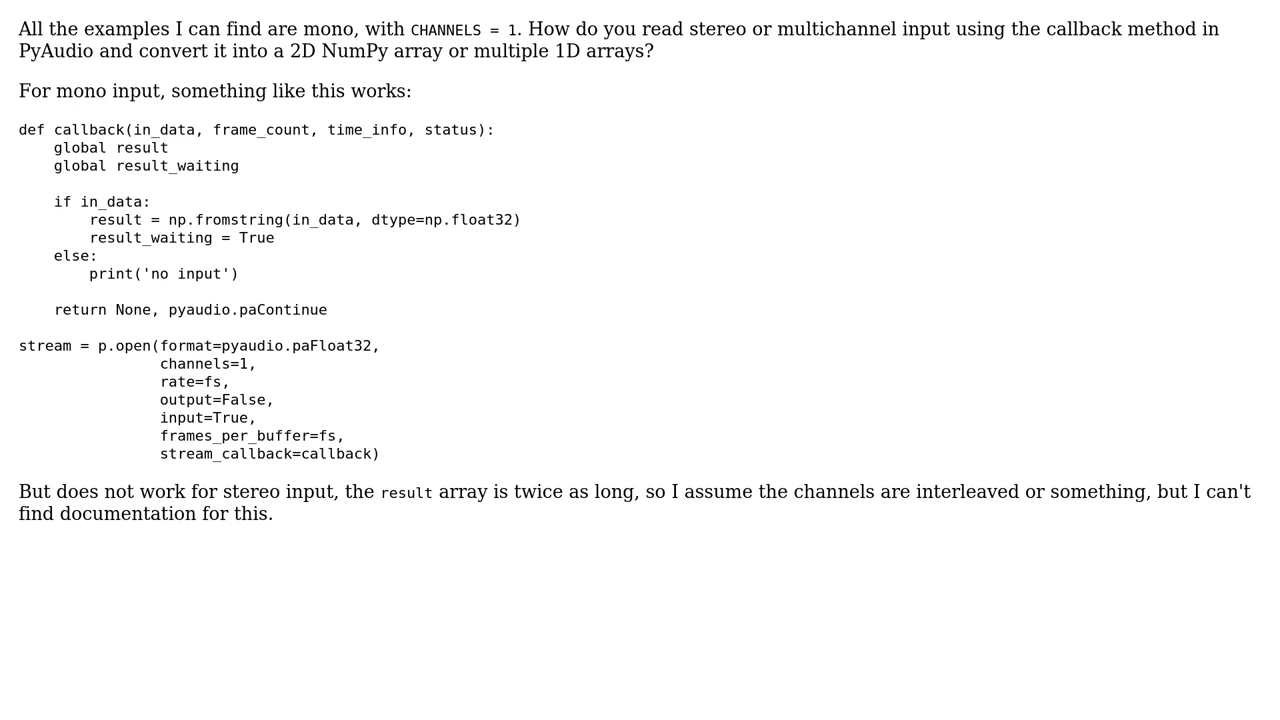 All the examples I can find are mono, with CHANNELS = 1. How do you read stereo or multichannel input using the callback method in
PyAudio and convert it into a 2D NumPy array or multiple 1D arrays?
For mono input, something like this works:
def callback(in_data, frame_count, time_info, status):
    global result
    global result_waiting
    if in_data:
        result = np.fromstring(in_data, dtype=np.float32)
        result_waiting = True
    else:
        print('no input')
    return None, pyaudio.paContinue
stream = p.open(format=pyaudio.paFloat32,
                channels=1,
                rate=fs,
                output=False,
                input=True,
                frames_per_buffer=fs,
                stream_callback=callback)
But does not work for stereo input, the result array is twice as long, so I assume the channels are interleaved or something, but I can't
find documentation for this.